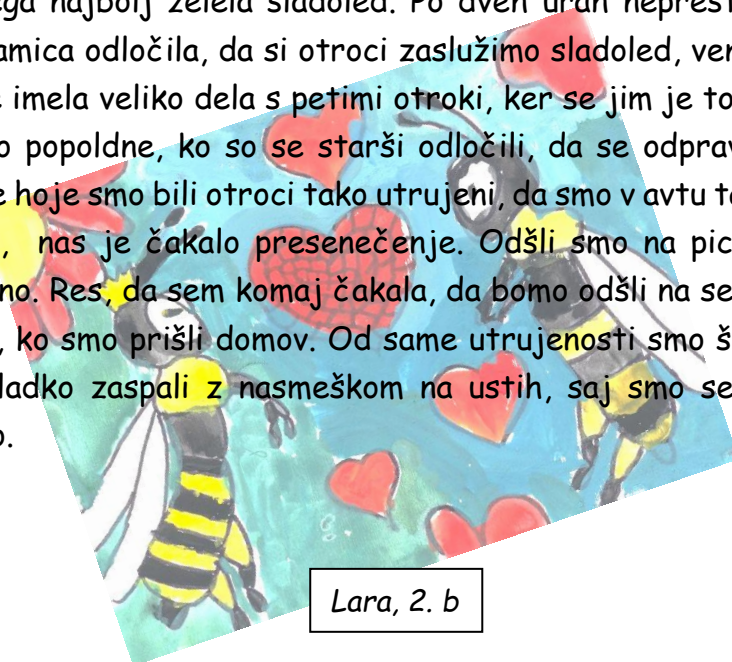 ega najbolj želela sladoled. Po dveh urah neprest
amica odločila, da si otroci zaslužimo sladoled, ven
imela veliko dela s petimi otroki, ker se jim je to
o popoldne, ko so se starši odločili, da se odprav
e hoje smo bili otroci tako utrujeni, da smo v avtu t
, nas je čakalo presenečenje. Odšli smo na pic
no. Res, da sem komaj čakala, da bomo odšli na se
, ko smo prišli domov. Od same utrujenosti smo š
ladko zaspali z nasmeškom na ustih, saj smo se
o.
Lara, 2. b